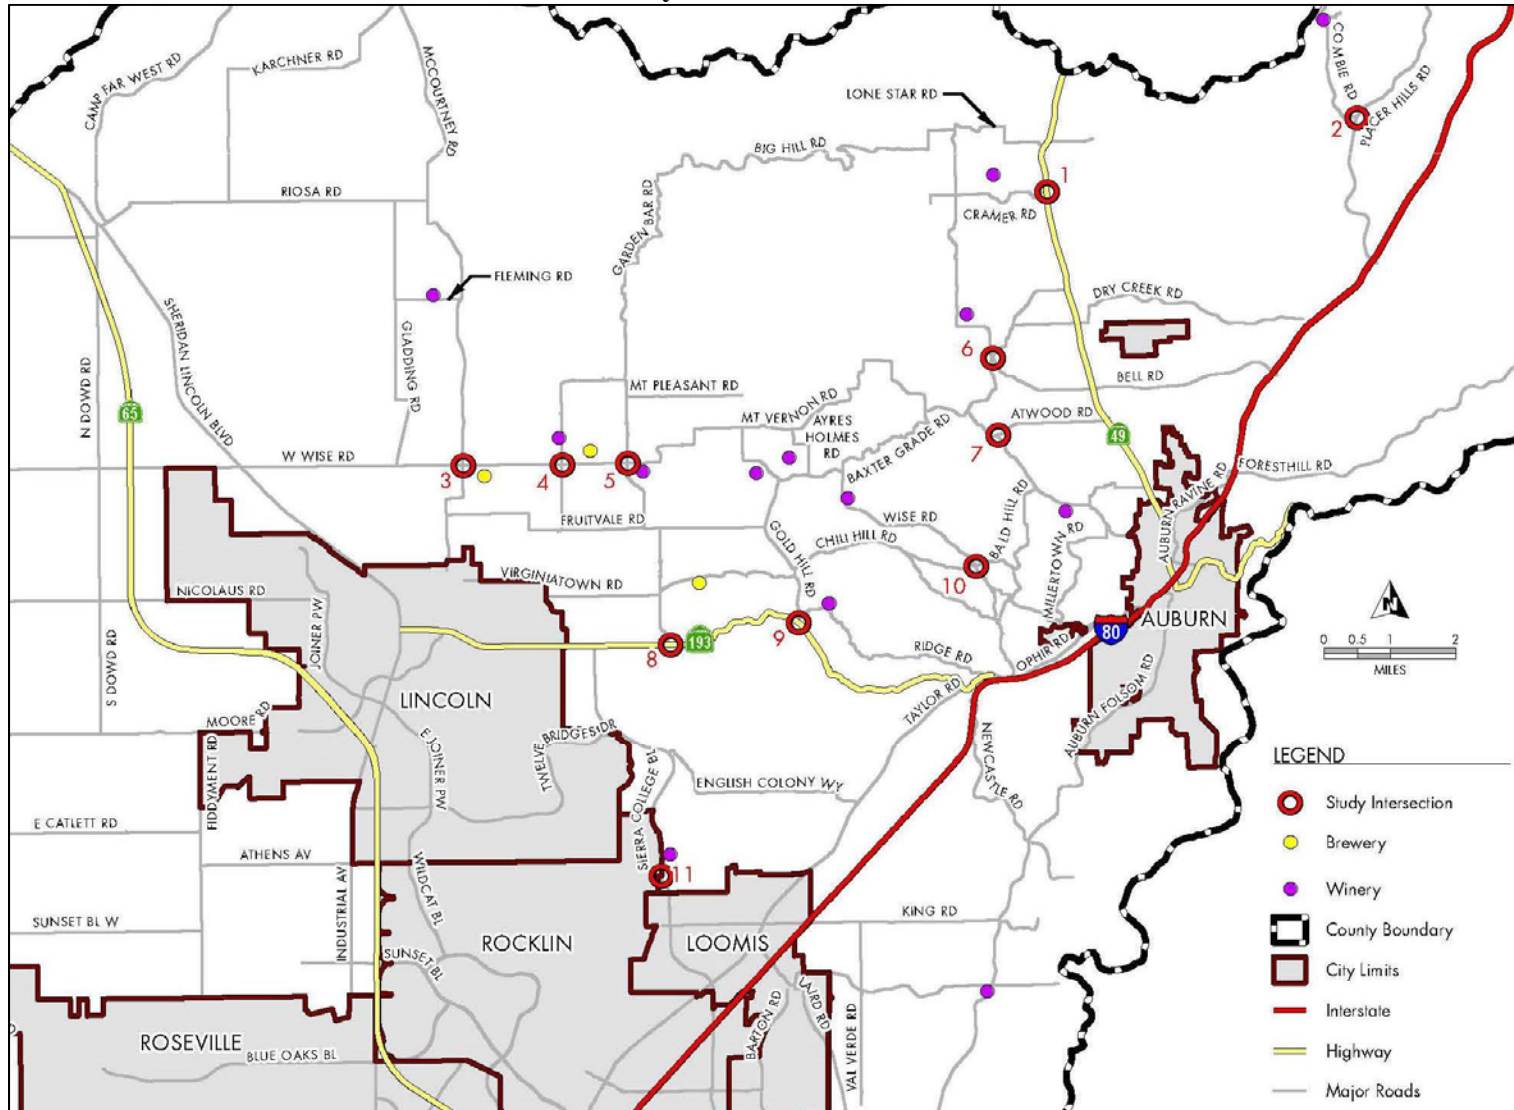 CAMP FAR WEST RD
KARCHNER RD
MCCOURTNEY RD
LONE STAR RD
COMBIE RD
PLACER HILLS RD
2
BIG HILL RD
1
RIOSA RD
CRAMER RD
GARDEN BAR RD
FLEMING RD
DRY CREEK RD
SHERIDAN LINCOLN BLVD
GLADDING RD
N DOWD RD
6
BELL RD
MT PLEASANT RD
65
MT VERNON RD
ATWOOD RD
AYRES
HOLMES
RD
49
BAXTER GRADE RD
7
W WISE RD
3
4
5
FORESTHILL RD
AUBURN RAVINE RD
FRUITVALE RD
WISE RD
BALD HILL RD
GOLD HILL RD
CHILI HILL RD
MILLERTOWN RD
VIRGINIATOWN RD
10
NICOLAUS RD
JOINER PW
N
0 0.5 1 2
MILES
80
AUBURN
9
193
8
OPHIR RD
RIDGE RD
S DOWD RD
LINCOLN
TAYLOR RD
AUBURN FOLSOM RD
MOORE RD
E JOINER PW
TWELVE BRIDGES DR
NEWCASTLE RD
FIDDYMENT RD
SIERRA COLLEGE BL
ENGLISH COLONY WY
E CATLETT RD
ATHENS AV
WILDCAT BL
INDUSTRIAL AV
11
SUNSET BL W
KING RD
ROCKLIN
LOOMIS
SUNSET BL
BARTON RD
LAIRD RD
VAL VERDE RD
ROSEVILLE
BLUE OAKS BL
LEGEND
Study Intersection
Brewery
Winery
County Boundary
City Limits
Interstate
Highway
Major Roads